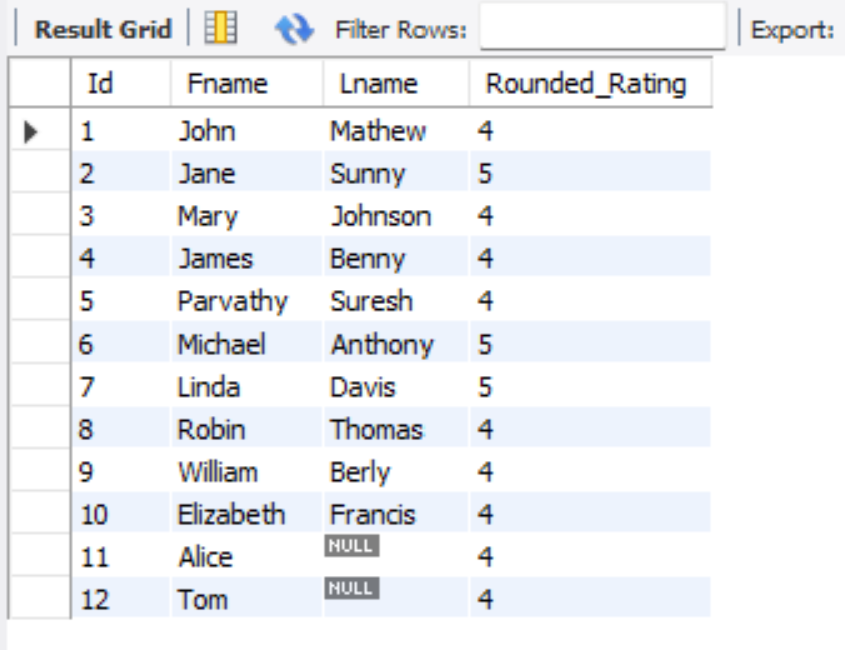 Result Grid Filter Rows: Export:
Id Fname Lname Rounded_Rating
1 John Mathew 4
2 Jane Sunny 5
3 Mary Johnson 4
4 James Benny 4
5 Parvathy Suresh 4
6 Michael Anthony 5
7 Linda Davis 5
8 Robin Thomas 4
9 William Berly 4
10 Elizabeth Francis 4
11 Alice NULL 4
12 Tom NULL 4